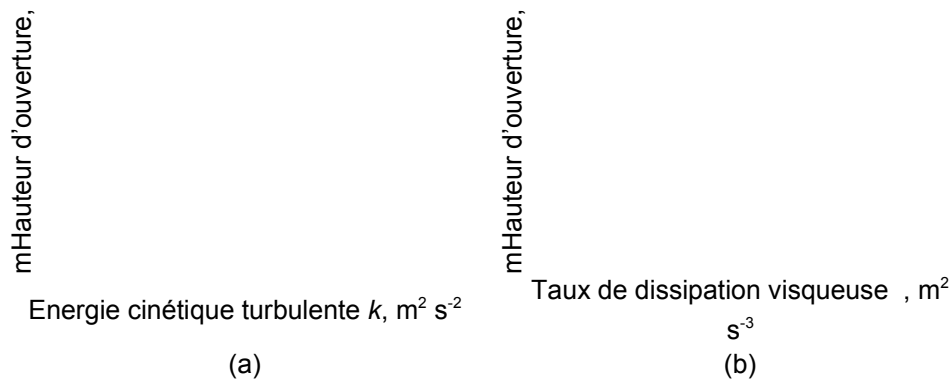 mHauteur d'ouverture,
Energie cinétique turbulente k, m² s⁻²
(a)
mHauteur d'ouverture,
Taux de dissipation visqueuse , m²
s⁻³
(b)